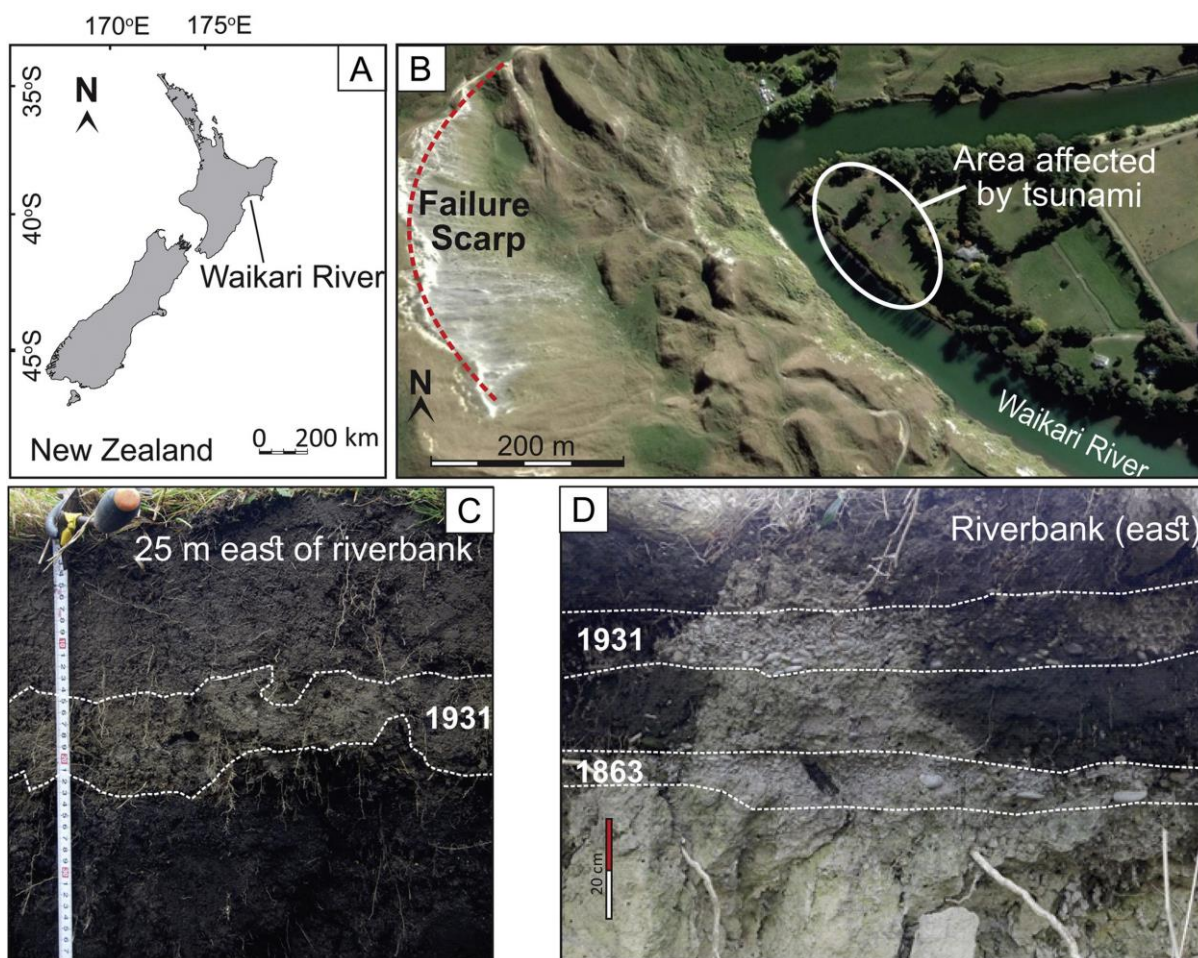 170°E 175°E
A
35°S
N
40°S
Waikari River
45°S
New Zealand
0 200 km
B
Failure
Scarp
Area affected
by tsunami
N
200 m
Waikari River
C
25 m east of riverbank
1931
D
Riverbank (east)
1931
1863
20 cm